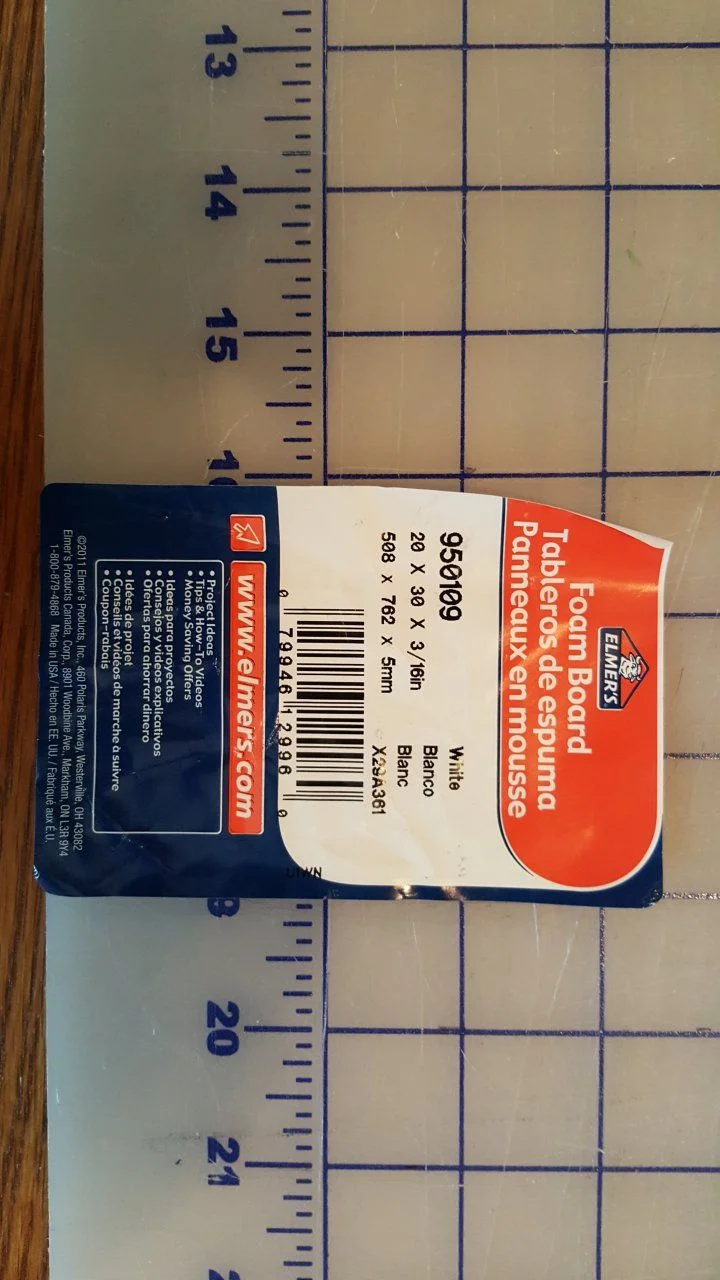 13
14
15
20
21
ELMER'S
Foam Board
Tableros de espuma
Panneaux en mousse
950109
White
20 X 30 X 3/16in
Blanco
508 X 762 X 5mm
Blanc
X29A361
0 79946 12996 0
www.elmers.com
• Project Ideas
• Tips & How-To Videos
• Money Saving Offers
• Ideas para proyectos
• Consejos y videos explicativos
• Ofertas para ahorrar dinero
• Idées de projet
• Conseils et vidéos de marche à suivre
• Coupon-rabais
©2011 Elmer's Products, Inc., 460 Polaris Parkway, Westerville, OH 43082
Elmer's Products Canada, Corp., 8901 Woodbine Ave., Markham, ON L3R 9Y4
1-800-879-4868 Made in USA / Hecho en EE. UU. / Fabriqué aux É.U.